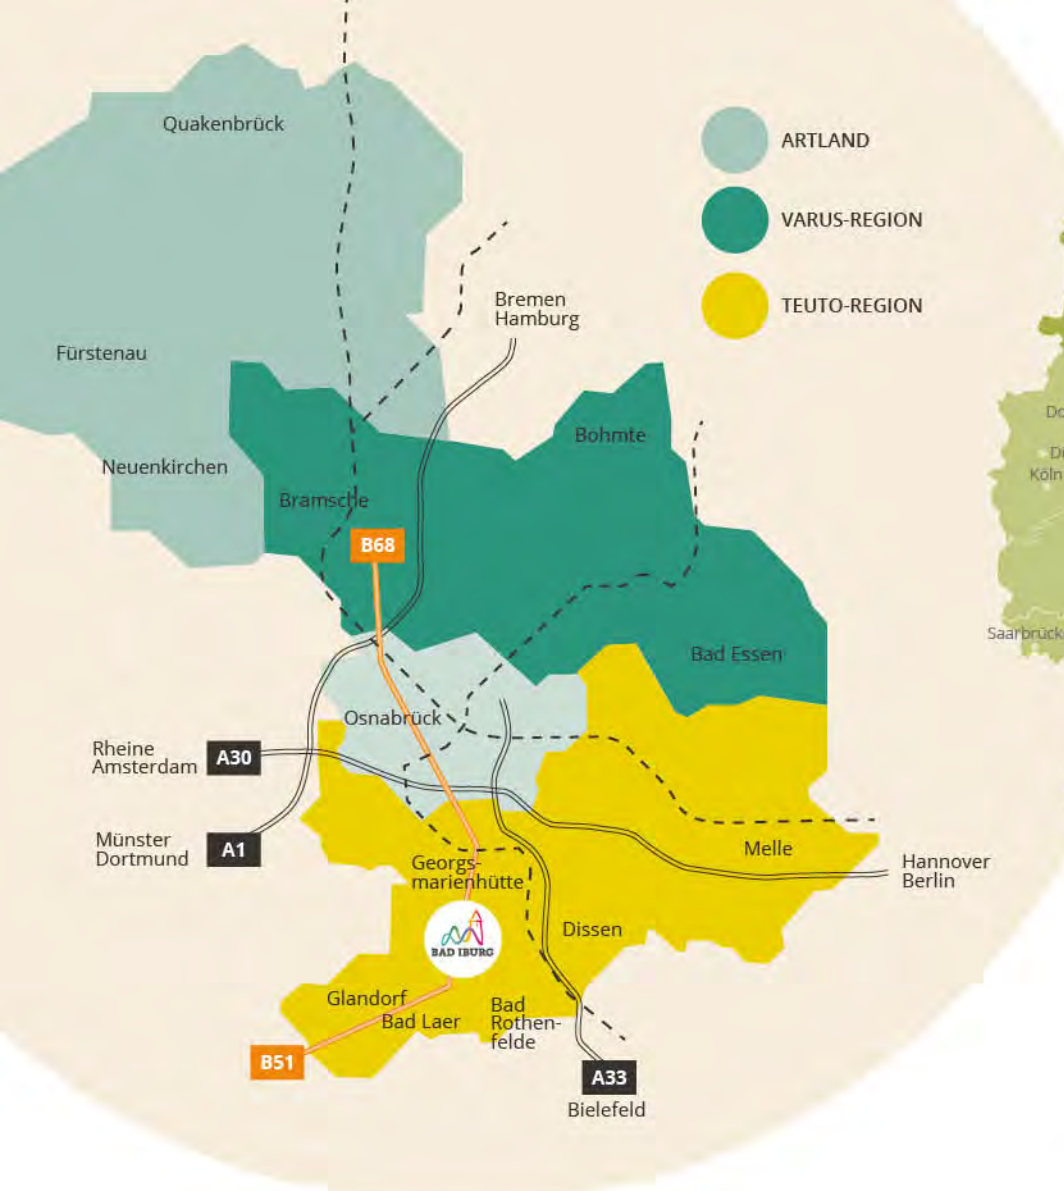 Quakenbrück
ARTLAND
VARUS-REGION
Bremen
Hamburg
TEUTO-REGION
Fürstenau
Bohmte
Neuenkirchen
Bramsche
Köln
B68
Saarbrück
Bad Essen
Osnabrück
Rheine
Amsterdam
A30
Münster
Dortmund
A1
Melle
Georgs-
marienhütte
Hannover
Berlin
Dissen
BAD IBURG
Glandorf
Bad Laer
Bad
Rothen-
felde
B51
A33
Bielefeld